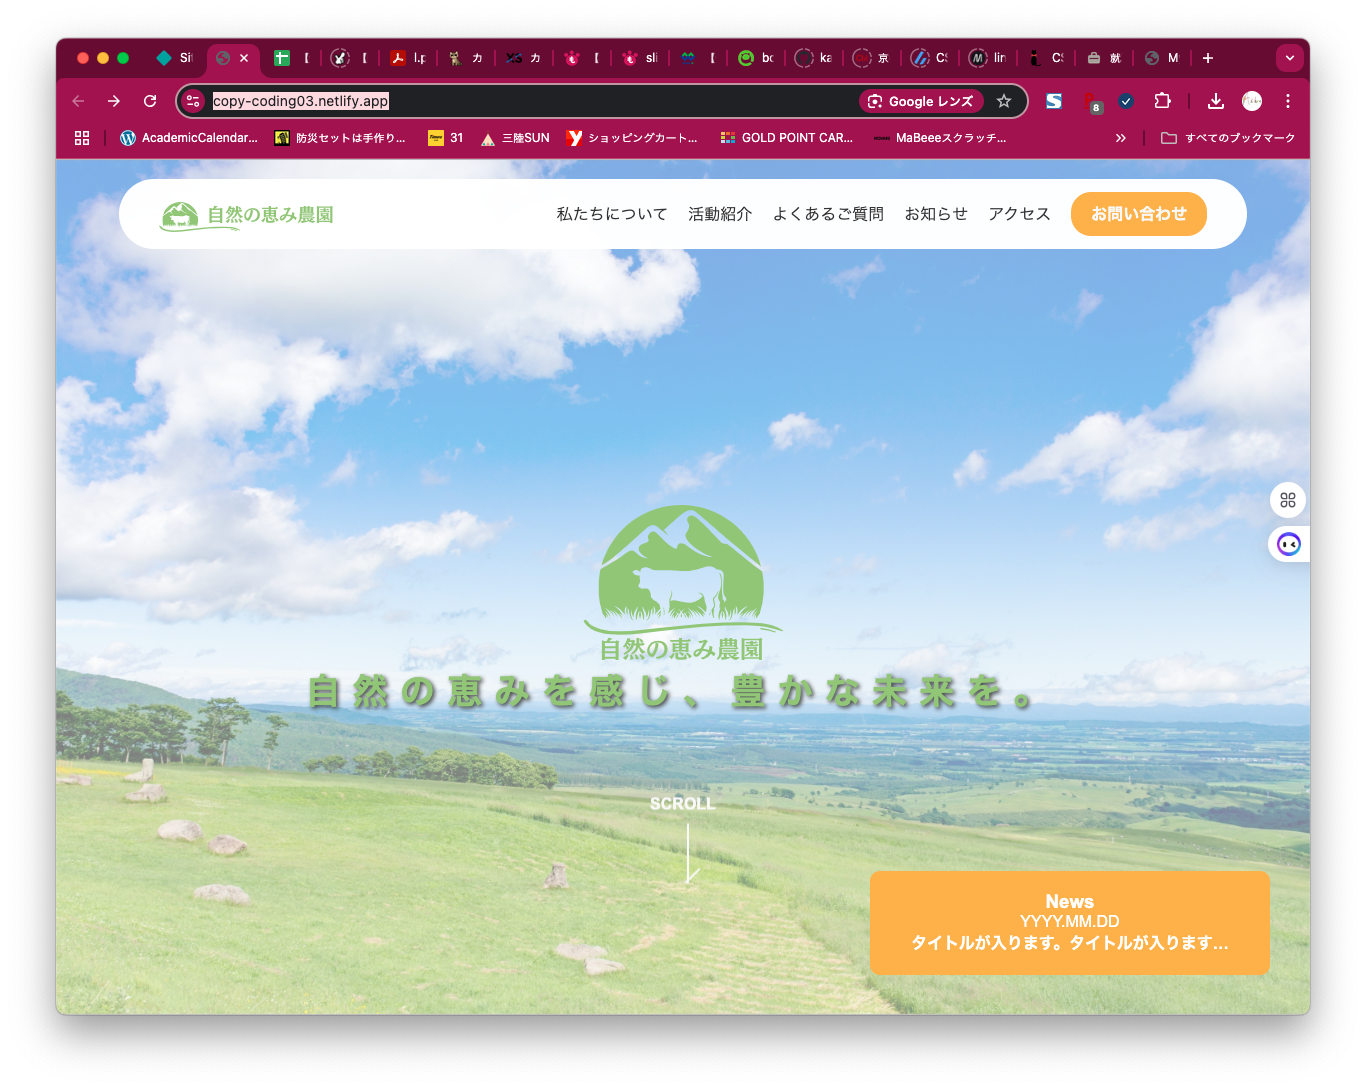 Sit
l.p
カ
カ
sli
bc
ka
京
CS
lin
CS
就
M
copy-coding03.netlify.app
Google レンズ
8
AcademicCalendar...
防災セットは手作り...
31
三陸SUN
ショッピングカート...
GOLD POINT CAR...
MaBeeeスクラッチ...
すべてのブックマーク
自然の恵み農園
私たちについて
活動紹介
よくあるご質問
お知らせ
アクセス
お問い合わせ
自然の恵み農園
自然の恵みを感じ、豊かな未来を。
SCROLL
News
YYYY.MM.DD
タイトルが入ります。タイトルが入ります...